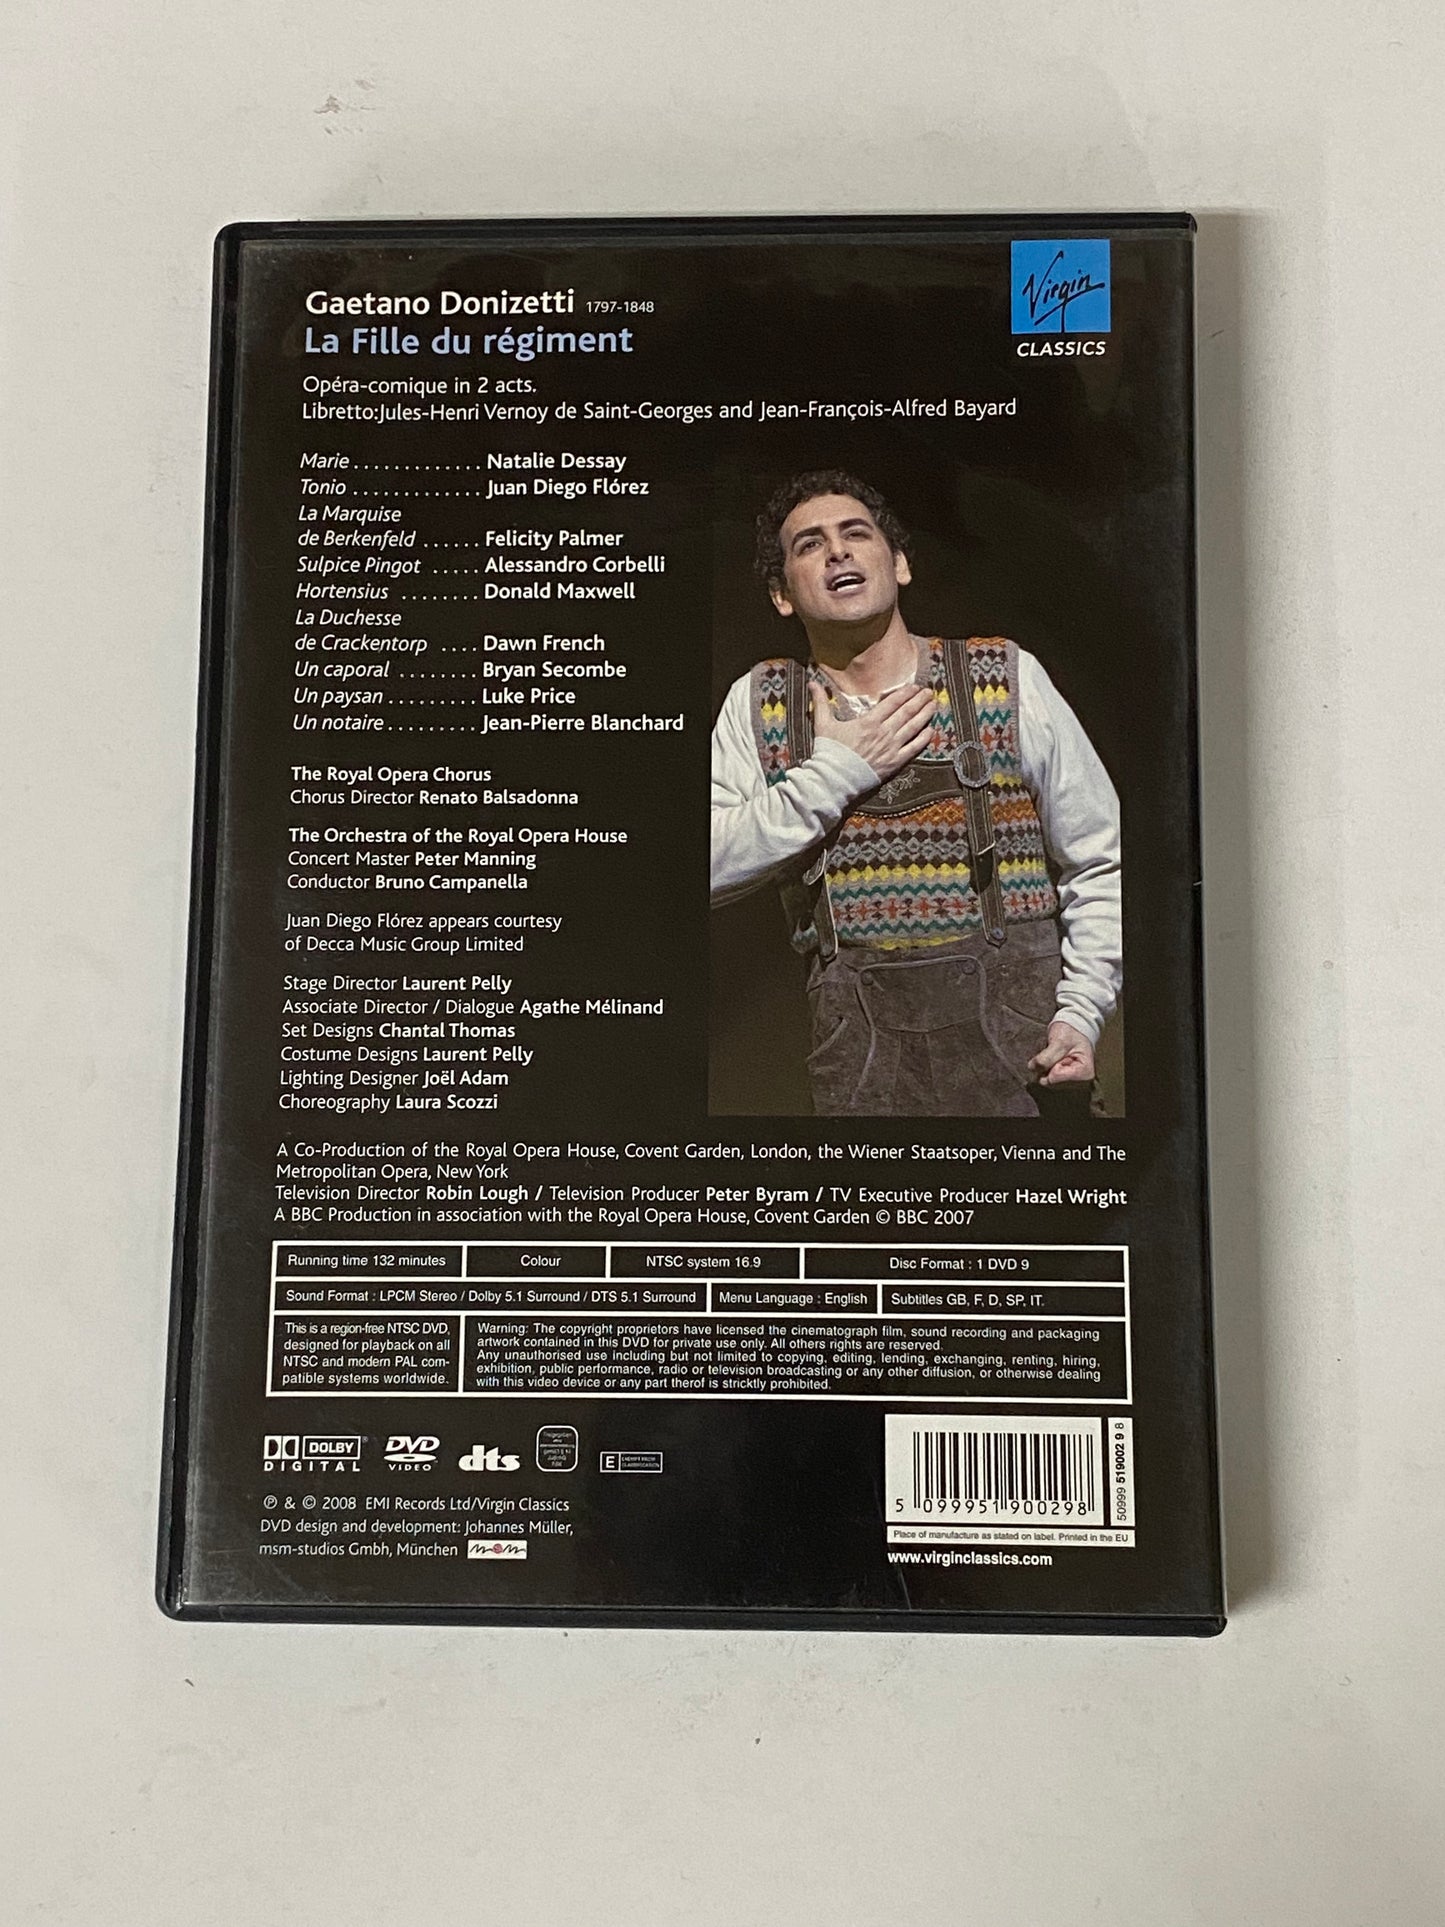 Gaetano Donizetti 1797-1848
La Fille du régiment
Virgin
CLASSICS
Opéra-comique in 2 acts.
Libretto:Jules-Henri Vernoy de Saint-Georges and Jean-François-Alfred Bayard
Marie ............. Natalie Dessay
Tonio ............. Juan Diego Flórez
La Marquise
de Berkenfeld ...... Felicity Palmer
Sulpice Pingot ..... Alessandro Corbelli
Hortensius ........ Donald Maxwell
La Duchesse
de Crackentorp .... Dawn French
Un caporal ........ Bryan Secombe
Un paysan ......... Luke Price
Un notaire ......... Jean-Pierre Blanchard
The Royal Opera Chorus
Chorus Director Renato Balsadonna
The Orchestra of the Royal Opera House
Concert Master Peter Manning
Conductor Bruno Campanella
Juan Diego Flórez appears courtesy
of Decca Music Group Limited
Stage Director Laurent Pelly
Associate Director / Dialogue Agathe Mélinand
Set Designs Chantal Thomas
Costume Designs Laurent Pelly
Lighting Designer Joël Adam
Choreography Laura Scozzi
A Co-Production of the Royal Opera House, Covent Garden, London, the Wiener Staatsoper, Vienna and The
Metropolitan Opera, New York
Television Director Robin Lough / Television Producer Peter Byram / TV Executive Producer Hazel Wright
A BBC Production in association with the Royal Opera House, Covent Garden © BBC 2007
Running time 132 minutes Colour NTSC system 16.9 Disc Format : 1 DVD 9
Sound Format : LPCM Stereo / Dolby 5.1 Surround / DTS 5.1 Surround Menu Language : English Subtitles GB, F, D, SP, IT.
This is a region-free NTSC DVD,
designed for playback on all
NTSC and modern PAL com-
patible systems worldwide.
Warning: The copyright proprietors have licensed the cinematograph film, sound recording and packaging
artwork contained in this DVD for private use only. All others rights are reserved.
Any unauthorised use including but not limited to copying, editing, lending, exchanging, renting, hiring,
exhibition, public performance, radio or television broadcasting or any other diffusion, or otherwise dealing
with this video device or any part therof is strictly prohibited.
DOLBY
DIGITAL
DVD
VIDEO
dts
E EXEMPT FROM
CLASSIFICATION
5 099951 900298
50999 519002 9 8
Place of manufacture as stated on label. Printed in the EU
www.virginclassics.com
℗ & © 2008 EMI Records Ltd/Virgin Classics
DVD design and development: Johannes Müller,
msm-studios Gmbh, München msm